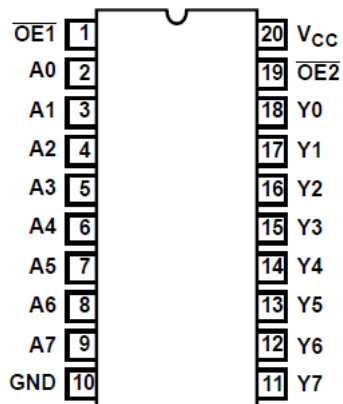 O̅E̅1̅ 1 20 VCC
A0 2 19 O̅E̅2̅
A1 3 18 Y0
A2 4 17 Y1
A3 5 16 Y2
A4 6 15 Y3
A5 7 14 Y4
A6 8 13 Y5
A7 9 12 Y6
GND 10 11 Y7